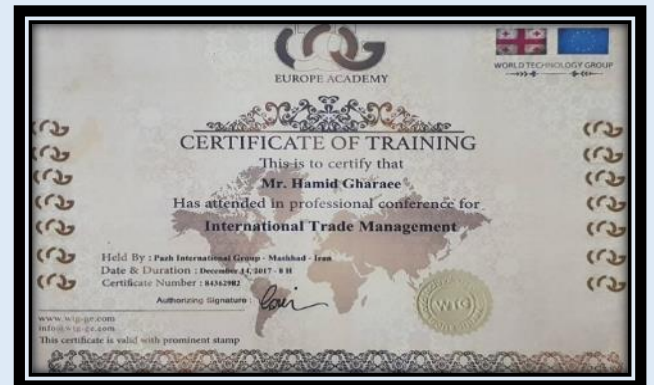 EUROPE ACADEMY
WORLD TECHNOLOGY GROUP
CERTIFICATE OF TRAINING
This is to certify that
Mr. Hamid Gharaee
Has attended in professional conference for
International Trade Management
Held By : Pazh International Group - Mashhad - Iran
Date & Duration : December 14, 2017 - 8 H
Certificate Number : 84362982
Authorizing Signature :
WTG
www.wtg-ge.com
info@wtg-ge.com
This certificate is valid with prominent stamp